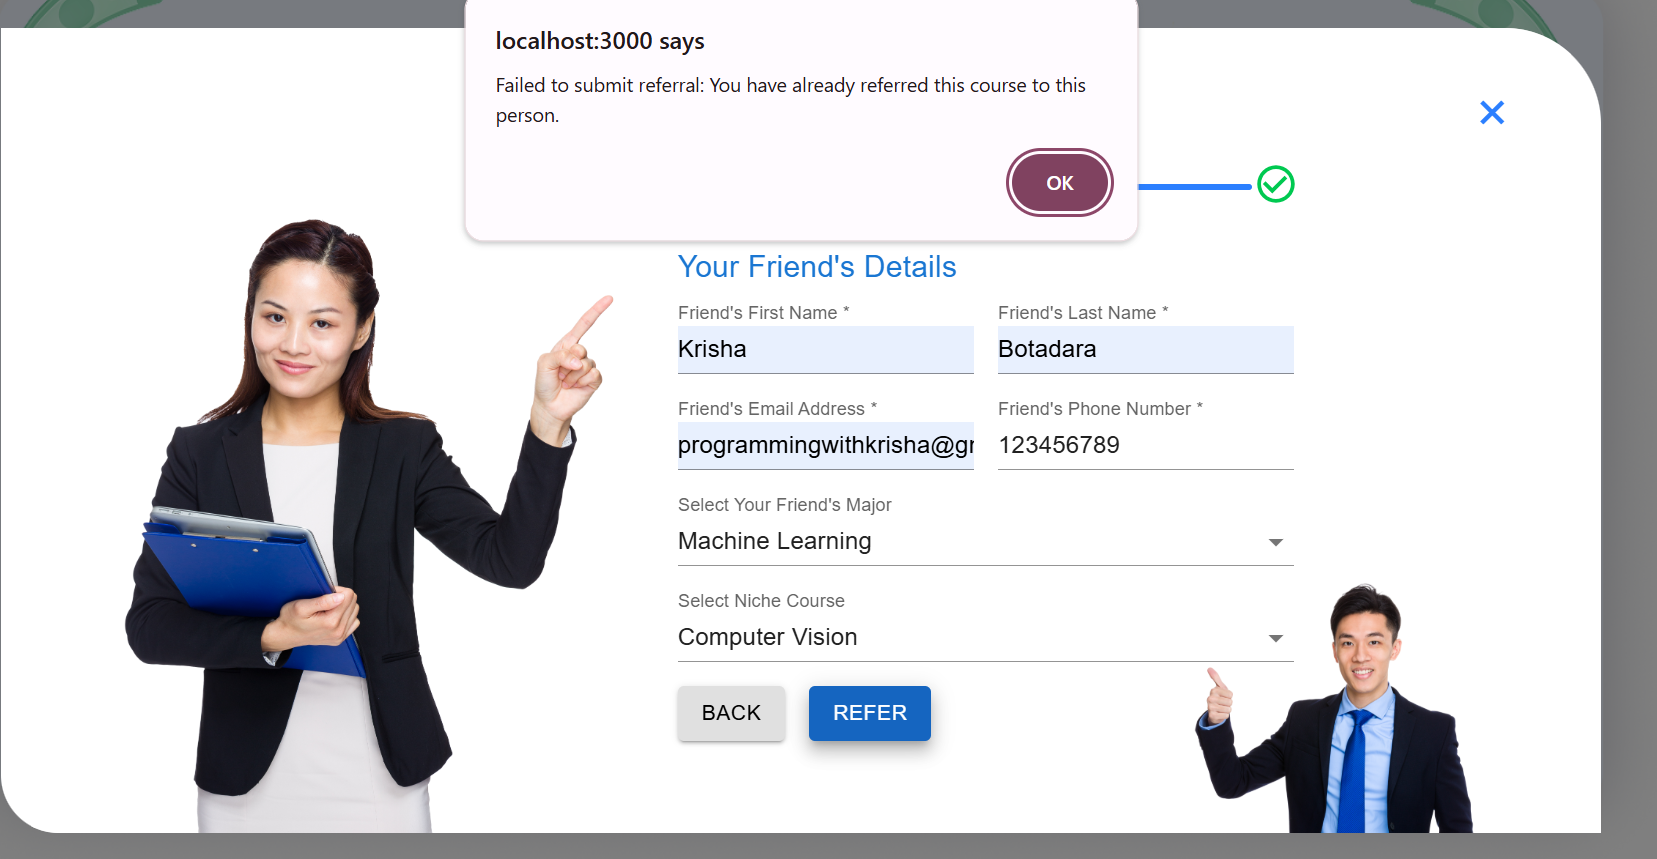 localhost:3000 says
Failed to submit referral: You have already referred this course to this
person.
OK
Your Friend's Details
Friend's First Name *
Friend's Last Name *
Krisha
Botadara
Friend's Email Address *
Friend's Phone Number *
programmingwithkrisha@g
123456789
Select Your Friend's Major
Machine Learning
Select Niche Course
Computer Vision
BACK
REFER